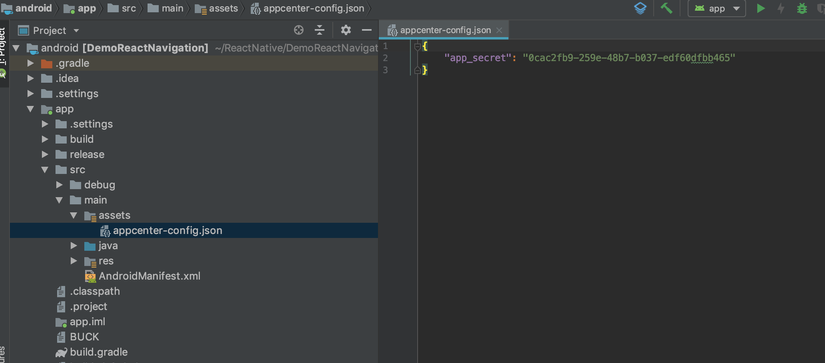 android app src main assets appcenter-config.json app
Project
1: Project
android [DemoReactNavigation] ~/ReactNative/DemoReactNavigat
.gradle
.idea
.settings
app
.settings
build
release
src
debug
main
assets
appcenter-config.json
java
res
AndroidManifest.xml
.classpath
.project
app.iml
BUCK
build.gradle
appcenter-config.json
1 {
2 "app_secret": "0cac2fb9-259e-48b7-b037-edf60dfbb465"
3 }